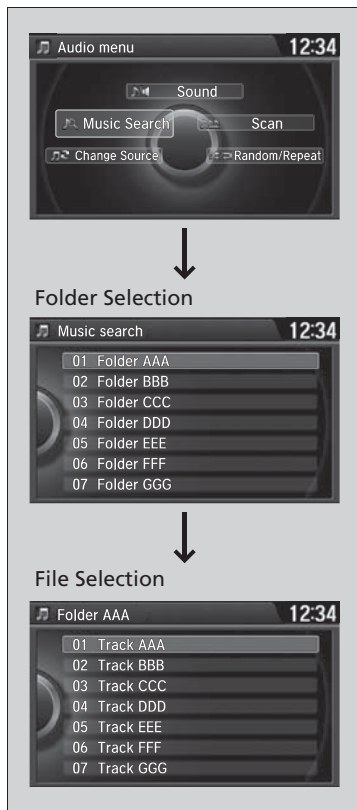 Audio menu 12:34
Sound
Music Search Scan
Change Source Random/Repeat
Folder Selection
Music search 12:34
01 Folder AAA
02 Folder BBB
03 Folder CCC
04 Folder DDD
05 Folder EEE
06 Folder FFF
07 Folder GGG
File Selection
Folder AAA 12:34
01 Track AAA
02 Track BBB
03 Track CCC
04 Track DDD
05 Track EEE
06 Track FFF
07 Track GGG